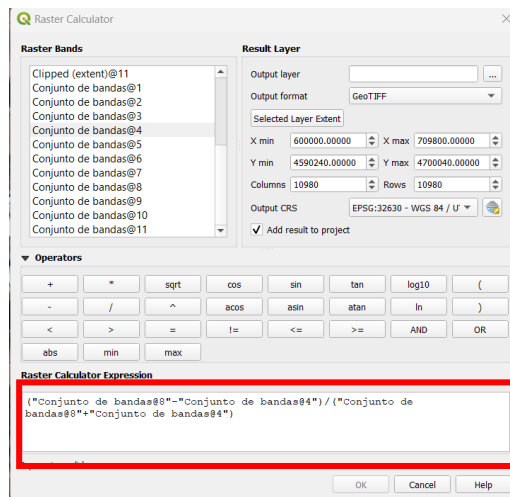 Raster Calculator
Raster Bands
Clipped (extent)@11
Conjunto de bandas@1
Conjunto de bandas@2
Conjunto de bandas@3
Conjunto de bandas@4
Conjunto de bandas@5
Conjunto de bandas@6
Conjunto de bandas@7
Conjunto de bandas@8
Conjunto de bandas@9
Conjunto de bandas@10
Conjunto de bandas@11
Result Layer
Output layer ...
Output format GeoTIFF
Selected Layer Extent
X min 600000.00000 X max 709800.00000
Y min 4590240.00000 Y max 4700040.00000
Columns 10980 Rows 10980
Output CRS EPSG:32630 - WGS 84 / U
Add result to project
Operators
+ * sqrt cos sin tan log10 (
- / ^ acos asin atan ln )
< > = != <= >= AND OR
abs min max
Raster Calculator Expression
("Conjunto de bandas@8"-"Conjunto de bandas@4")/("Conjunto de
bandas@8"+"Conjunto de bandas@4")
OK Cancel Help